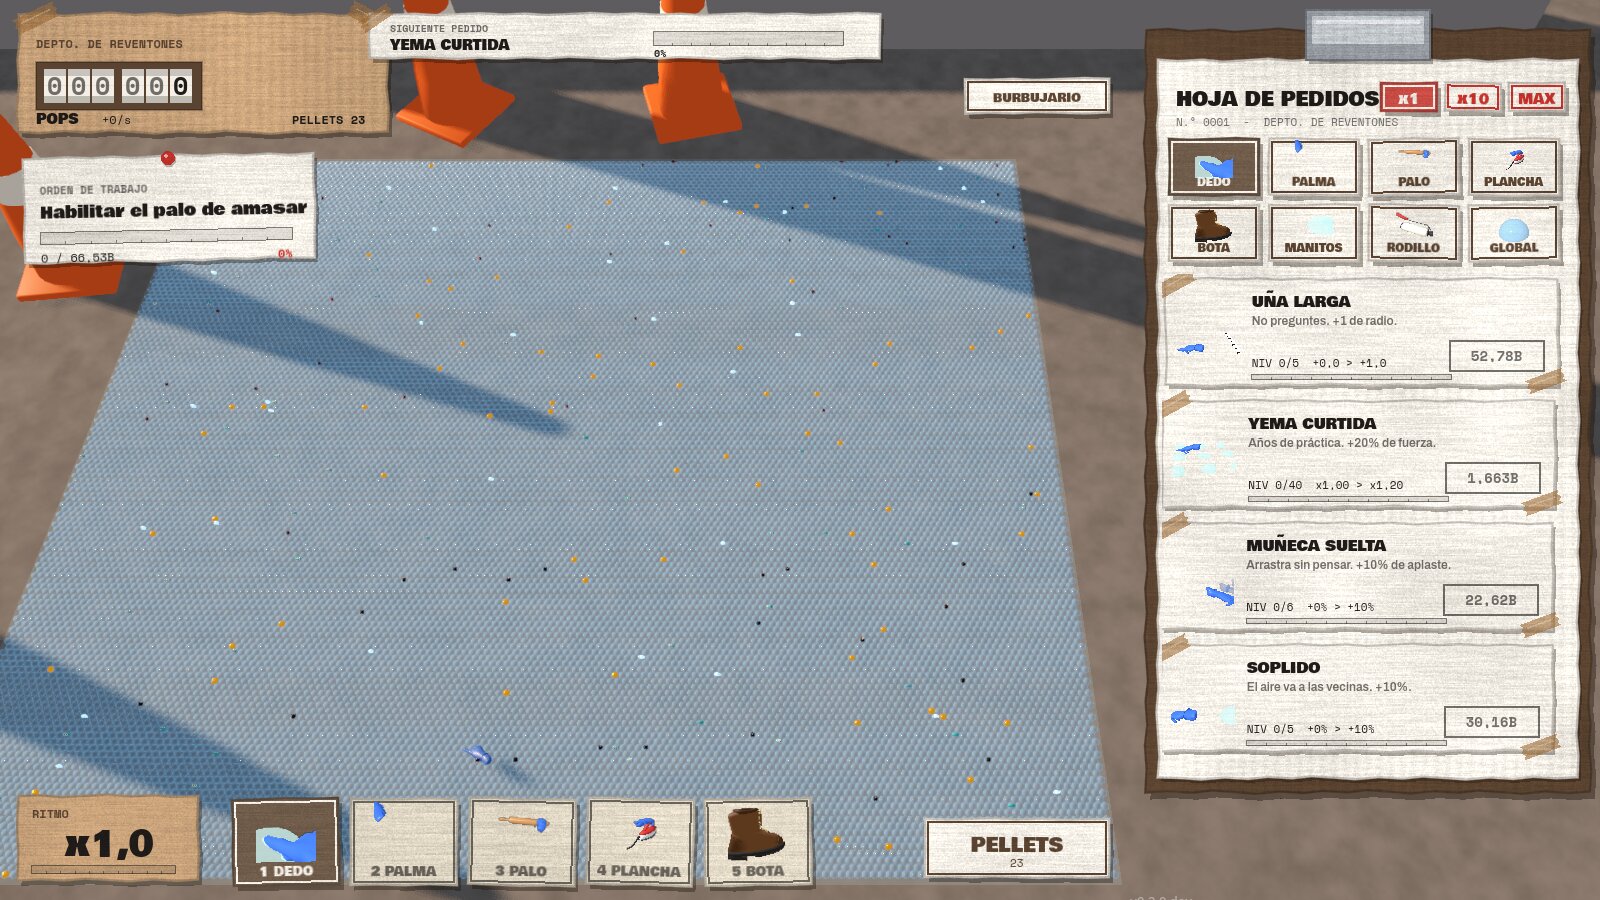 DEPTO. DE REVENTONES
000 000
POPS +0/s PELLETS 23
SIGUIENTE PEDIDO
YEMA CURTIDA
0%
BURBUJARIO
ORDEN DE TRABAJO
Habilitar el palo de amasar
0 / 66,53B 0%
HOJA DE PEDIDOS x1 x10 MAX
N.° 0001 - DEPTO. DE REVENTONES
DEDO PALMA PALO PLANCHA
BOTA MANITOS RODILLO GLOBAL
UÑA LARGA
No preguntes. +1 de radio.
NIV 0/5 +0,0 > +1,0 52,78B
YEMA CURTIDA
Años de práctica. +20% de fuerza.
NIV 0/40 x1,00 > x1,20 1,663B
MUÑECA SUELTA
Arrastra sin pensar. +10% de aplaste.
NIV 0/6 +0% > +10% 22,62B
SOPLIDO
El aire va a las vecinas. +10%.
NIV 0/5 +0% > +10% 30,16B
RITMO
x1,0
1 DEDO 2 PALMA 3 PALO 4 PLANCHA 5 BOTA
PELLETS
23